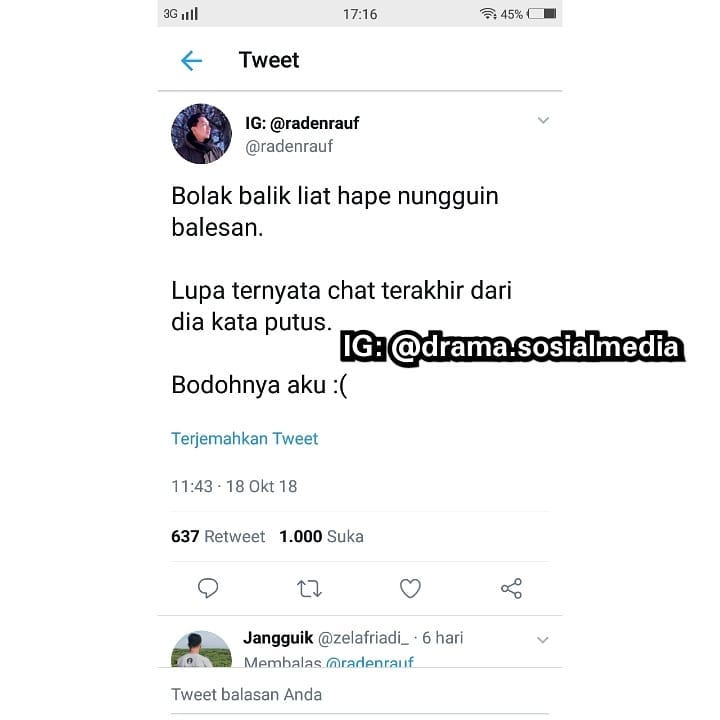 3G 17:16 45%
Tweet
IG: @radenrauf
@radenrauf
Bolak balik liat hape nungguin
balesan.
Lupa ternyata chat terakhir dari
dia kata putus.
IG: @drama.sosialmedia
Bodohnya aku :(
Terjemahkan Tweet
11:43 · 18 Okt 18
637 Retweet 1.000 Suka
Jangguik @zelafriadi_ · 6 hari
Membalas @radenrauf
Tweet balasan Anda